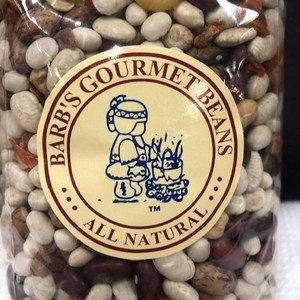 BARB'S GOURMET BEANS
TM
••• ALL NATURAL •••